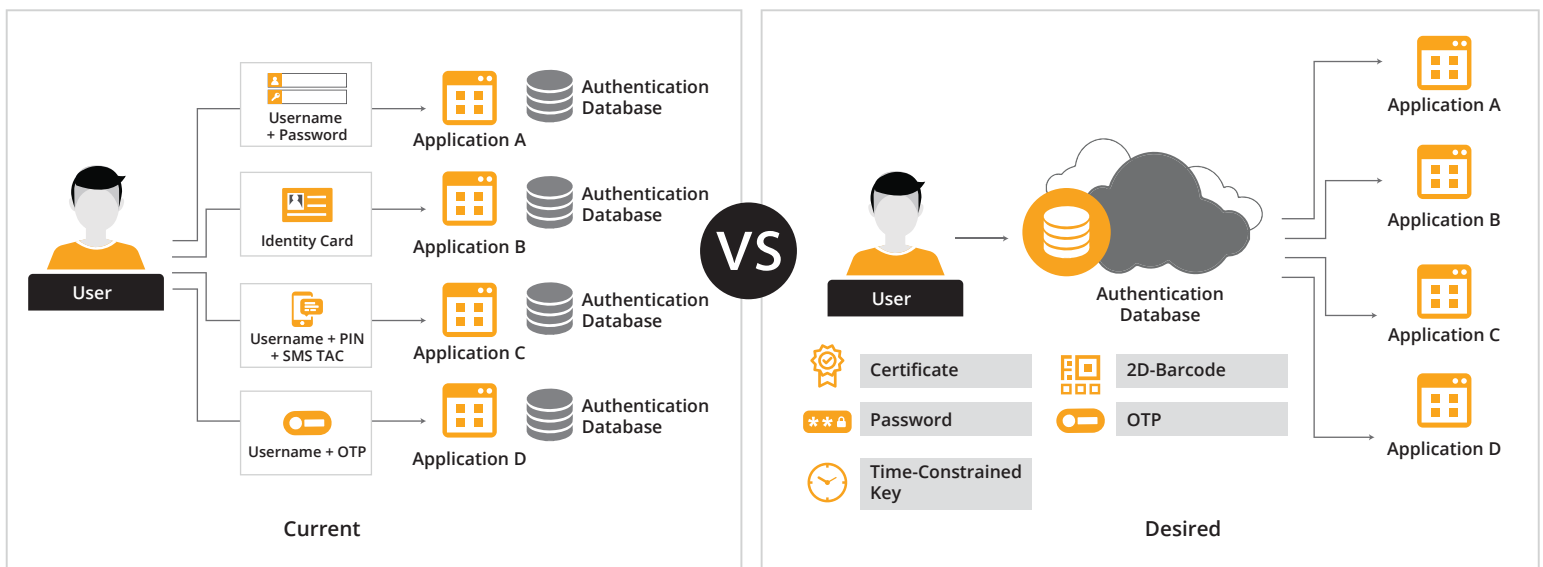 Username
+ Password
Application A
Authentication
Database
Identity Card
Application B
Authentication
Database
User
Username + PIN
+ SMS TAC
Application C
Authentication
Database
Username + OTP
Application D
Authentication
Database
Current
VS
User
Authentication
Database
Application A
Application B
Application C
Application D
Certificate
2D-Barcode
**
Password
OTP
Time-Constrained
Key
Desired